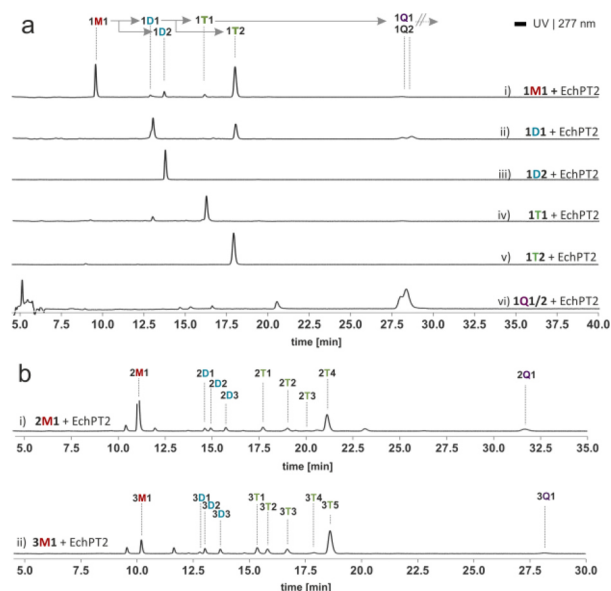 a
1M1 1D1 1T1 1Q1
1D2 1T2 1Q2
UV | 277 nm
i) 1M1 + EchPT2
ii) 1D1 + EchPT2
iii) 1D2 + EchPT2
iv) 1T1 + EchPT2
v) 1T2 + EchPT2
vi) 1Q1/2 + EchPT2
5.0 7.5 10.0 12.5 15.0 17.5 20.0 22.5 25.0 27.5 30.0 32.5 35.0 37.5 40.0
time [min]
b
2M1 2D1 2T1 2T4 2Q1
2D2 2T2
2D3 2T3
i) 2M1 + EchPT2
5.0 7.5 10.0 12.5 15.0 17.5 20.0 22.5 25.0 27.5 30.0 32.5 35.0
time [min]
3M1 3D1 3T1 3T4 3Q1
3D2 3T2 3T5
3D3 3T3
ii) 3M1 + EchPT2
5.0 7.5 10.0 12.5 15.0 17.5 20.0 22.5 25.0 27.5 30.0
time [min]